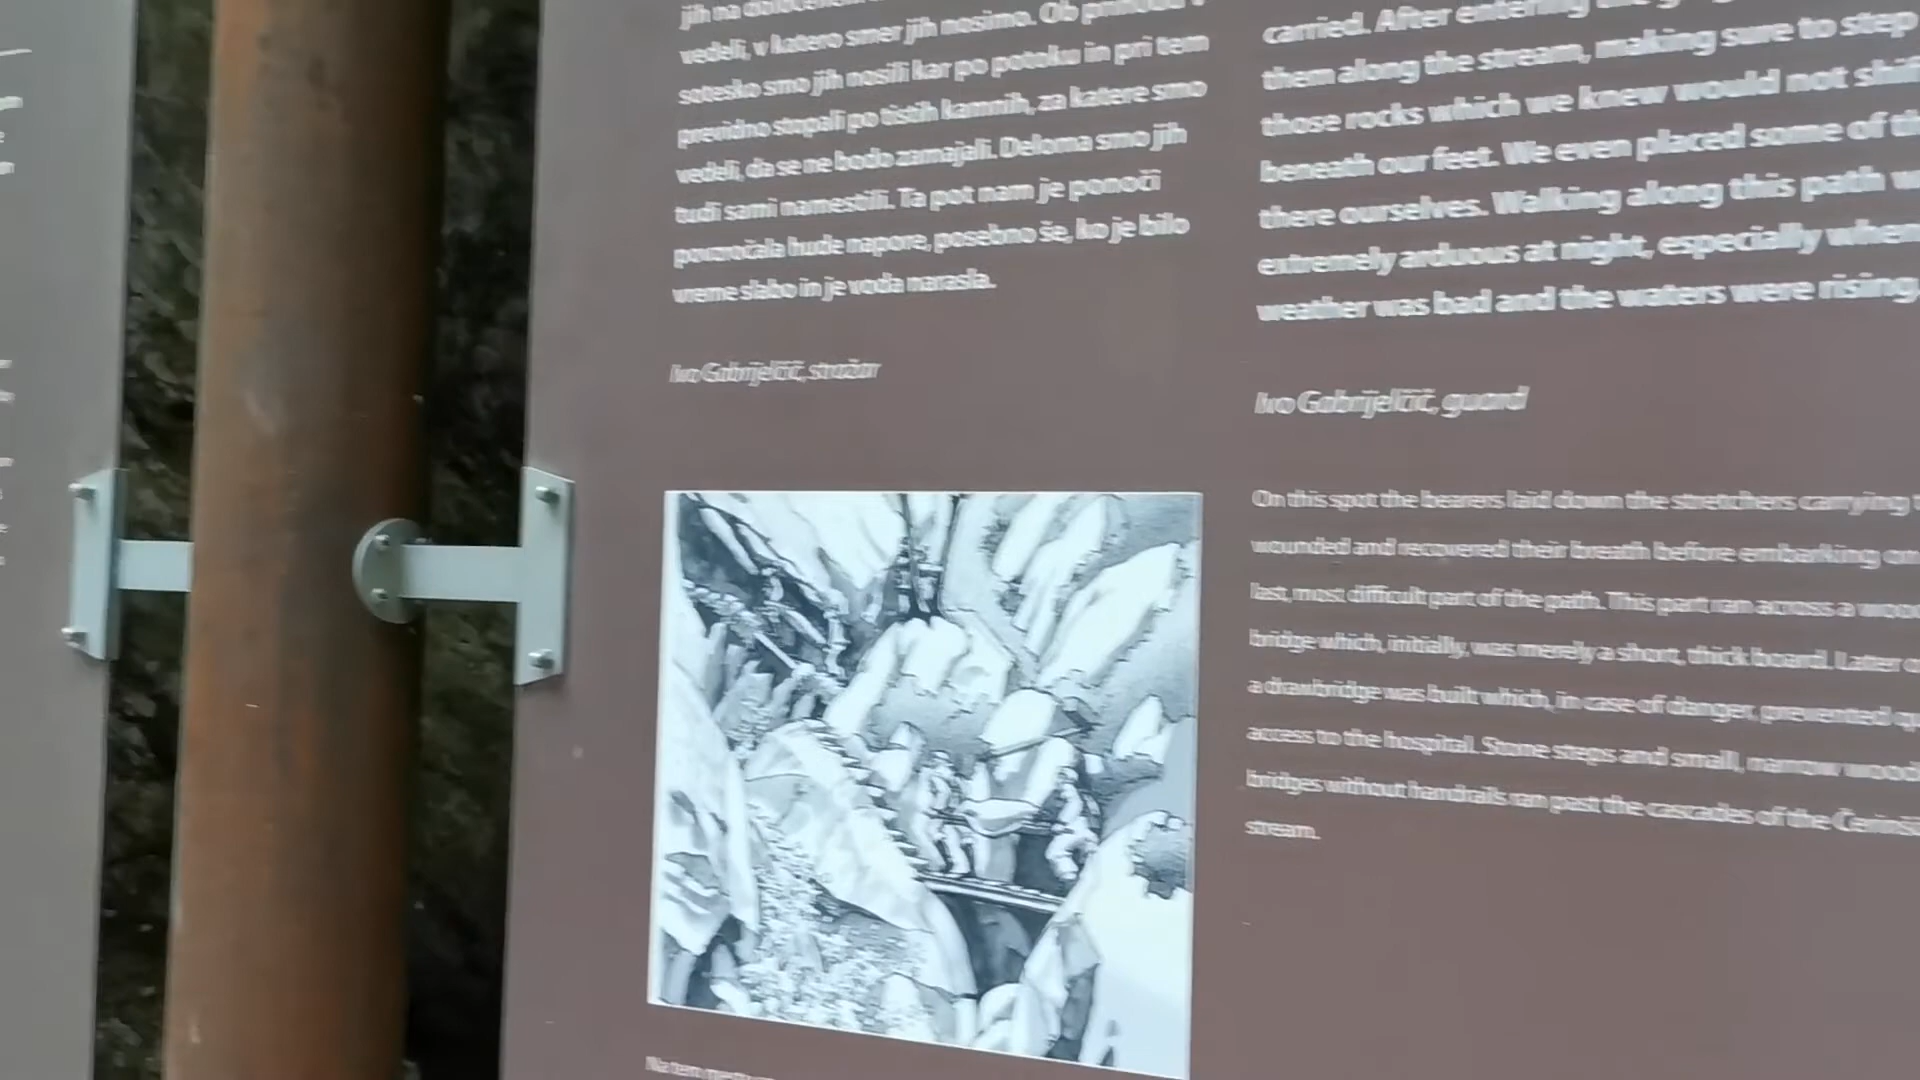 jih na
vedeli, v katero smer jih nosimo. Ob prihodu v
sotesko smo jih nosili kar po potoku in pri tem
previdno stopali po tistih kamnih, za katere smo
vedeli, da se ne bodo zamajali. Deloma smo jih
tudi sami namestili. Ta pot nam je ponoči
povzročala hude napore, posebno še, ko je bilo
vreme slabo in je voda narasla.
Ivo Gabrijelčič, stražar
Na tem mestu
carried. After entering the
them along the stream, making sure to step
those rocks which we knew would not shift
beneath our feet. We even placed some of
there ourselves. Walking along this path
extremely arduous at night, especially when
weather was bad and the waters were rising.
Ivo Gabrijelčič, guard
On this spot the bearers laid down the stretchers carrying
wounded and recovered their breath before embarking on
last, most difficult part of the path. This part ran across a
bridge which, initially, was merely a short, thick board. Later
a drawbridge was built which, in case of danger, prevented
access to the hospital. Stone steps and small, narrow
bridges without handrails ran past the cascades of the
stream.